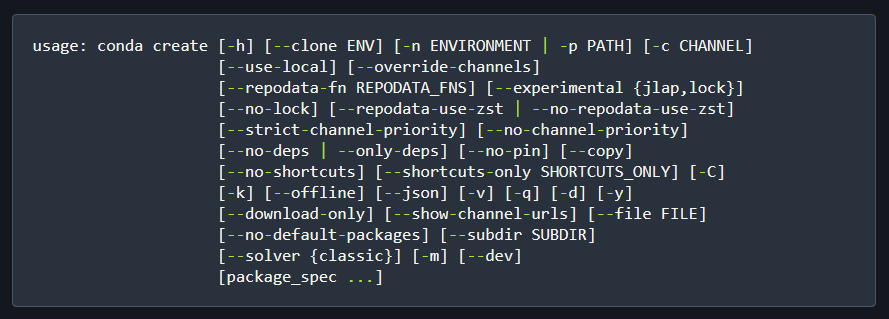 usage: conda create [-h] [--clone ENV] [-n ENVIRONMENT | -p PATH] [-c CHANNEL]
[--use-local] [--override-channels]
[--repodata-fn REPODATA_FNS] [--experimental {jlap,lock}]
[--no-lock] [--repodata-use-zst | --no-repodata-use-zst]
[--strict-channel-priority] [--no-channel-priority]
[--no-deps | --only-deps] [--no-pin] [--copy]
[--no-shortcuts] [--shortcuts-only SHORTCUTS_ONLY] [-C]
[-k] [--offline] [--json] [-v] [-q] [-d] [-y]
[--download-only] [--show-channel-urls] [--file FILE]
[--no-default-packages] [--subdir SUBDIR]
[--solver {classic}] [-m] [--dev]
[package_spec ...]